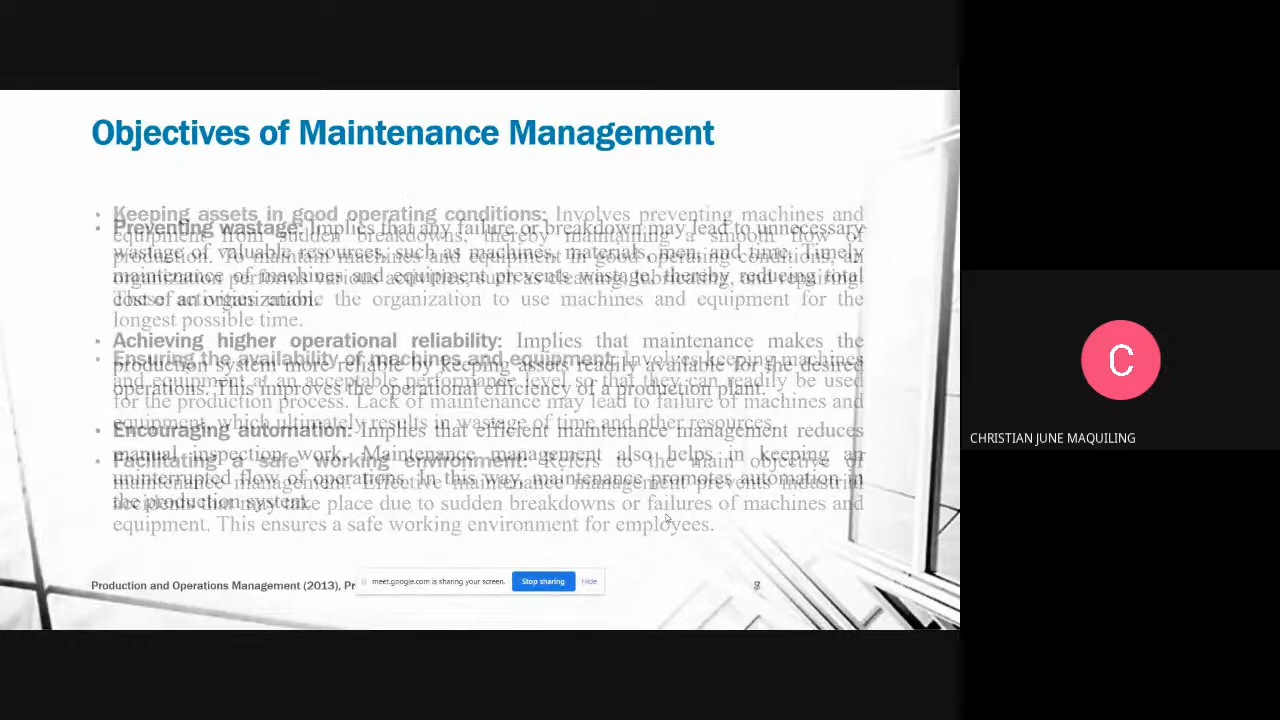 Objectives of Maintenance Management
• Keeping assets in good operating conditions: Involves preventing machines and
equipment from sudden breakdowns, thereby maintaining a smooth flow of
production. To maintain machines and equipment in good operating conditions, an
organization performs various activities, such as cleaning, lubricating, and repairing.
These activities enable the organization to use machines and equipment for the
longest possible time.
• Ensuring the availability of machines and equipment: Involves keeping machines
and equipment at an acceptable performance level so that they can readily be used
for the production process. Lack of maintenance may lead to failure of machines and
equipment, which ultimately results in wastage of time and other resources.
• Facilitating a safe working environment: Refers to the main objective of
maintenance management. Effective maintenance management prevents industrial
accidents that may take place due to sudden breakdowns or failures of machines and
equipment. This ensures a safe working environment for employees.
• Preventing wastage: Implies that any failure or breakdown may lead to unnecessary
wastage of valuable resources, such as machines, materials, men, and time. Timely
maintenance of machines and equipment prevents wastage, thereby, reducing total
cost of an organization.
• Achieving higher operational reliability: Implies that maintenance makes the
production system more reliable by keeping assets readily available for the desired
operations. This improves the operational efficiency of a production plant.
• Encouraging automation: Implies that efficient maintenance management reduces
manual inspection work. Maintenance management also helps in keeping an
uninterrupted flow of operations. In this way, maintenance promotes automation in
the production system.
Production and Operations Management (2013), Pr
meet.google.com is sharing your screen.
Stop sharing
Hide
C
CHRISTIAN JUNE MAQUILING